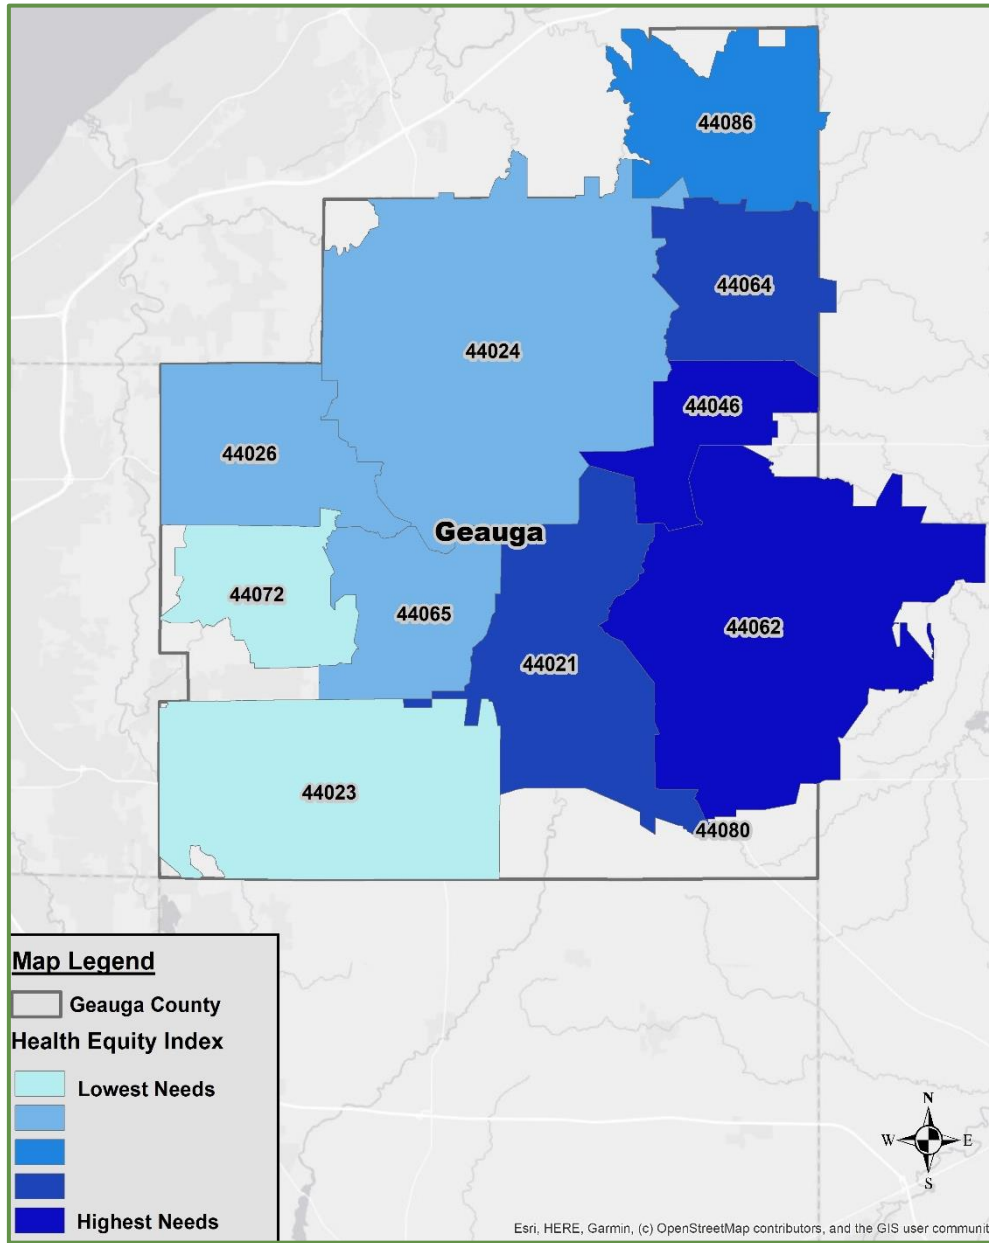 44086
44064
44024
44046
44026
Geauga
44072
44065
44062
44021
44023
44080
Map Legend
Geauga County
Health Equity Index
Lowest Needs
Highest Needs
N
W E
S
Esri, HERE, Garmin, (c) OpenStreetMap contributors, and the GIS user communit